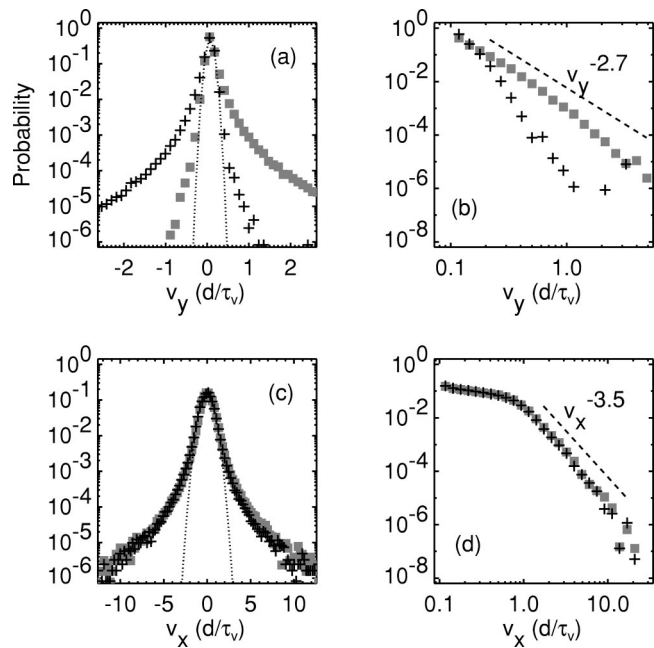 10^0
10^-1
10^-2
10^-3
10^-4
10^-5
10^-6
Probability
(a)
-2 -1 0 1 2
v_y (d/τ_v)
10^0
10^-2
10^-4
10^-6
10^-8
v_y^-2.7
(b)
0.1 1.0
v_y (d/τ_v)
10^0
10^-1
10^-2
10^-3
10^-4
10^-5
10^-6
(c)
-10 -5 0 5 10
v_x (d/τ_v)
10^0
10^-2
10^-4
10^-6
10^-8
v_x^-3.5
(d)
0.1 1.0 10.0
v_x (d/τ_v)